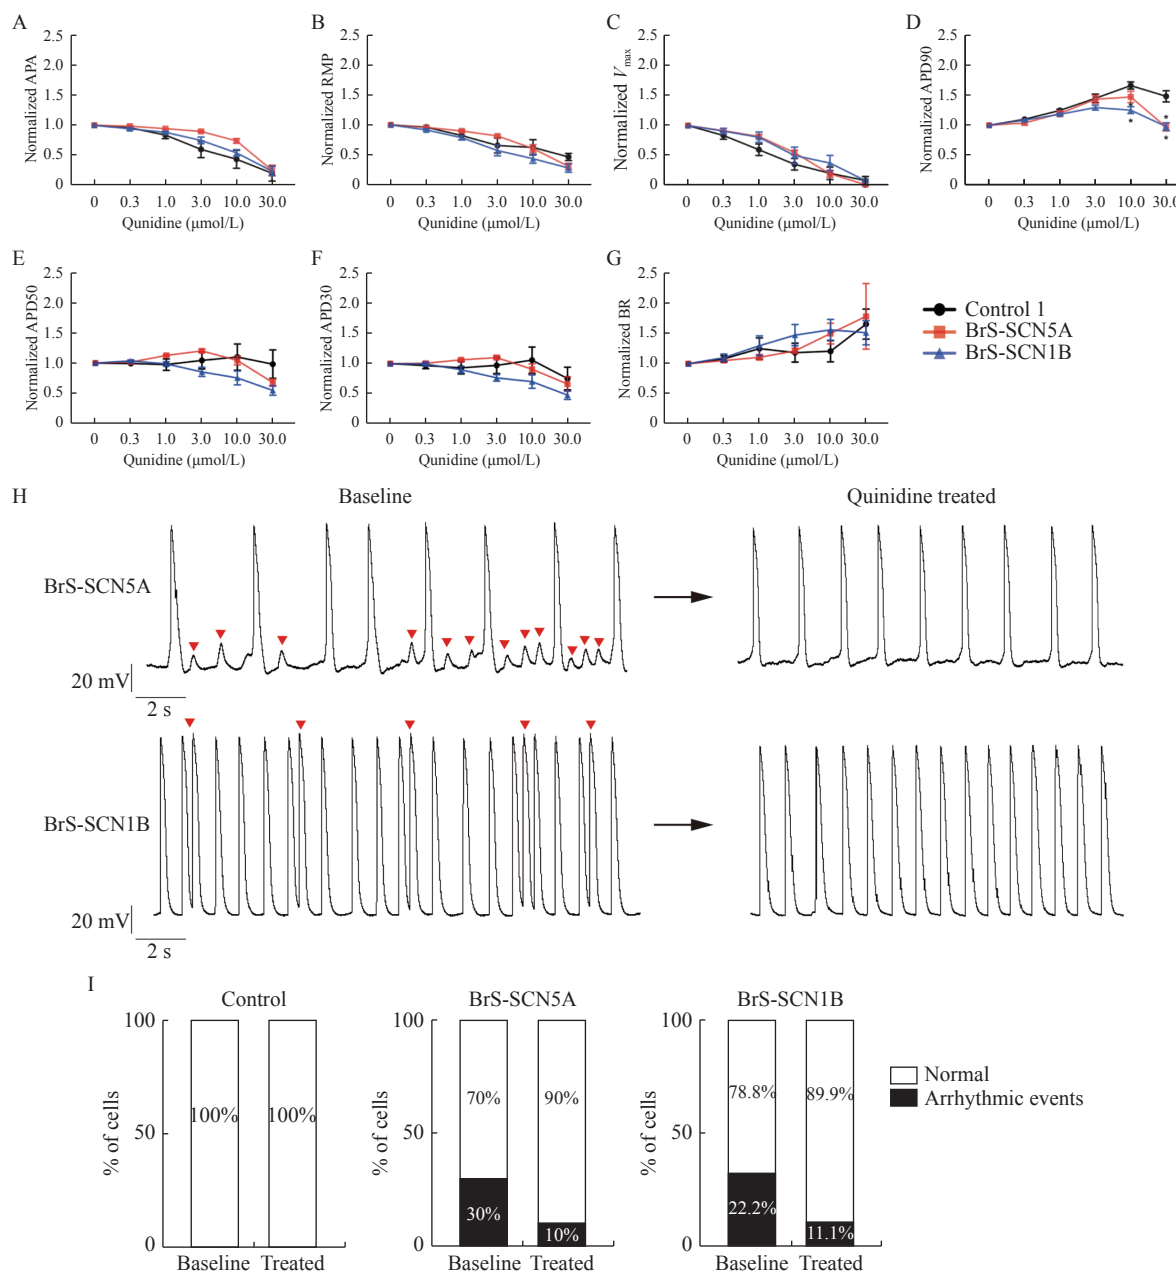 A
B
C
D
2.5
2.0
1.5
1.0
0.5
0
Normalized APA
0 0.3 1.0 3.0 10.0 30.0
Qunidine (μmol/L)
2.5
2.0
1.5
1.0
0.5
0
Normalized RMP
0 0.3 1.0 3.0 10.0 30.0
Qunidine (μmol/L)
2.5
2.0
1.5
1.0
0.5
0
Normalized Vmax
0 0.3 1.0 3.0 10.0 30.0
Qunidine (μmol/L)
2.5
2.0
1.5
1.0
0.5
0
Normalized APD90
*
*
*
*
0 0.3 1.0 3.0 10.0 30.0
Qunidine (μmol/L)
E
F
G
2.5
2.0
1.5
1.0
0.5
0
Normalized APD50
0 0.3 1.0 3.0 10.0 30.0
Qunidine (μmol/L)
2.5
2.0
1.5
1.0
0.5
0
Normalized APD30
0 0.3 1.0 3.0 10.0 30.0
Qunidine (μmol/L)
2.5
2.0
1.5
1.0
0.5
0
Normalized BR
0 0.3 1.0 3.0 10.0 30.0
Qunidine (μmol/L)
Control 1
BrS-SCN5A
BrS-SCN1B
H
Baseline
Quinidine treated
BrS-SCN5A
20 mV
2 s
BrS-SCN1B
20 mV
2 s
I
Control
100
50
0
% of cells
100%
100%
Baseline Treated
BrS-SCN5A
100
50
0
% of cells
70%
90%
30%
10%
Baseline Treated
BrS-SCN1B
100
50
0
% of cells
78.8%
89.9%
22.2%
11.1%
Baseline Treated
Normal
Arrhythmic events